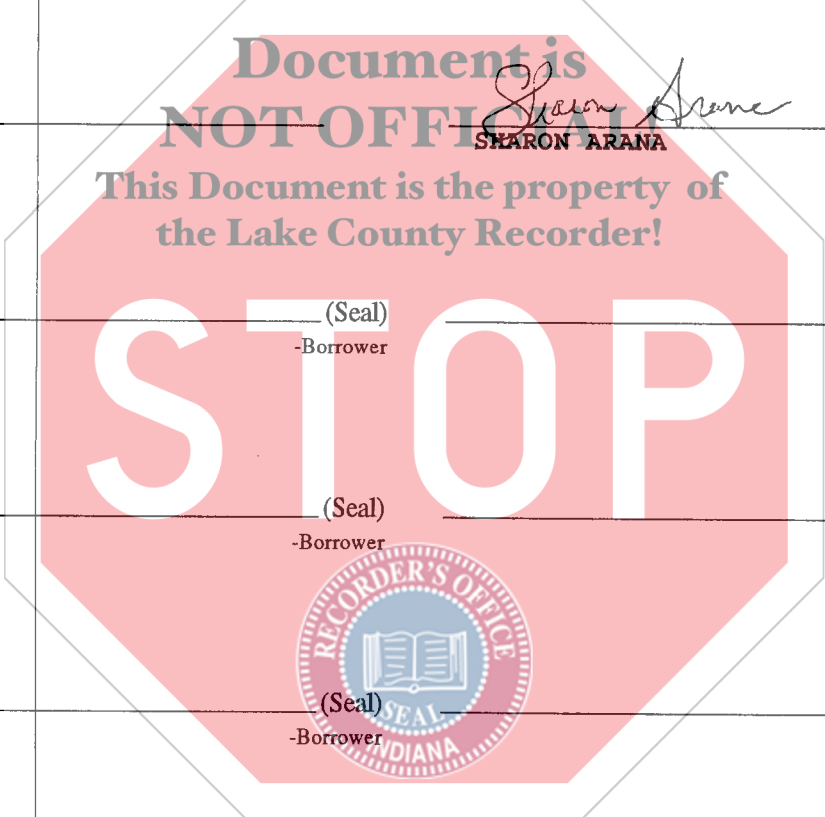 Document is
NOT OFFICIAL!
Sharon Arana
SHARON ARANA
This Document is the property of
the Lake County Recorder!
STOP
(Seal)
-Borrower
(Seal)
-Borrower
RECORDER'S OFFICE
(Seal)
SEAL
-Borrower
INDIANA